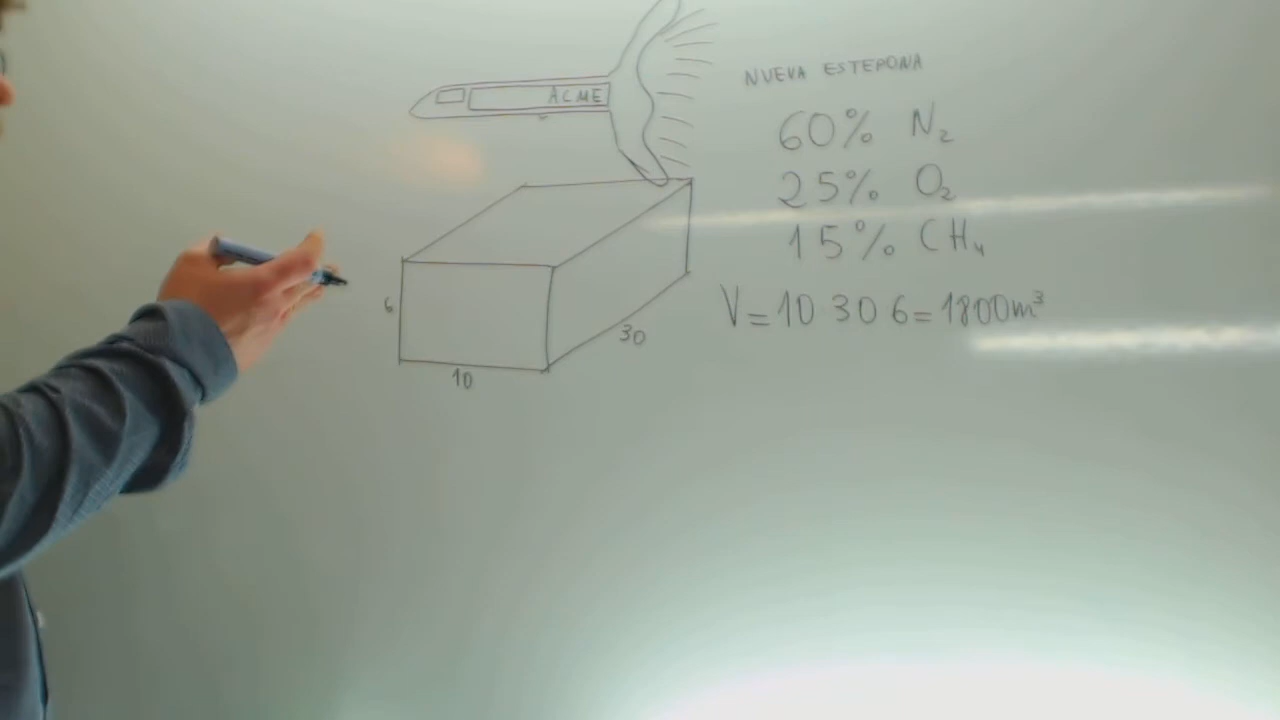 ACME
NUEVA ESTEPONA
60% N₂
25% O₂
15% CH₄
V = 10 30 6 = 1800m³
6
30
10